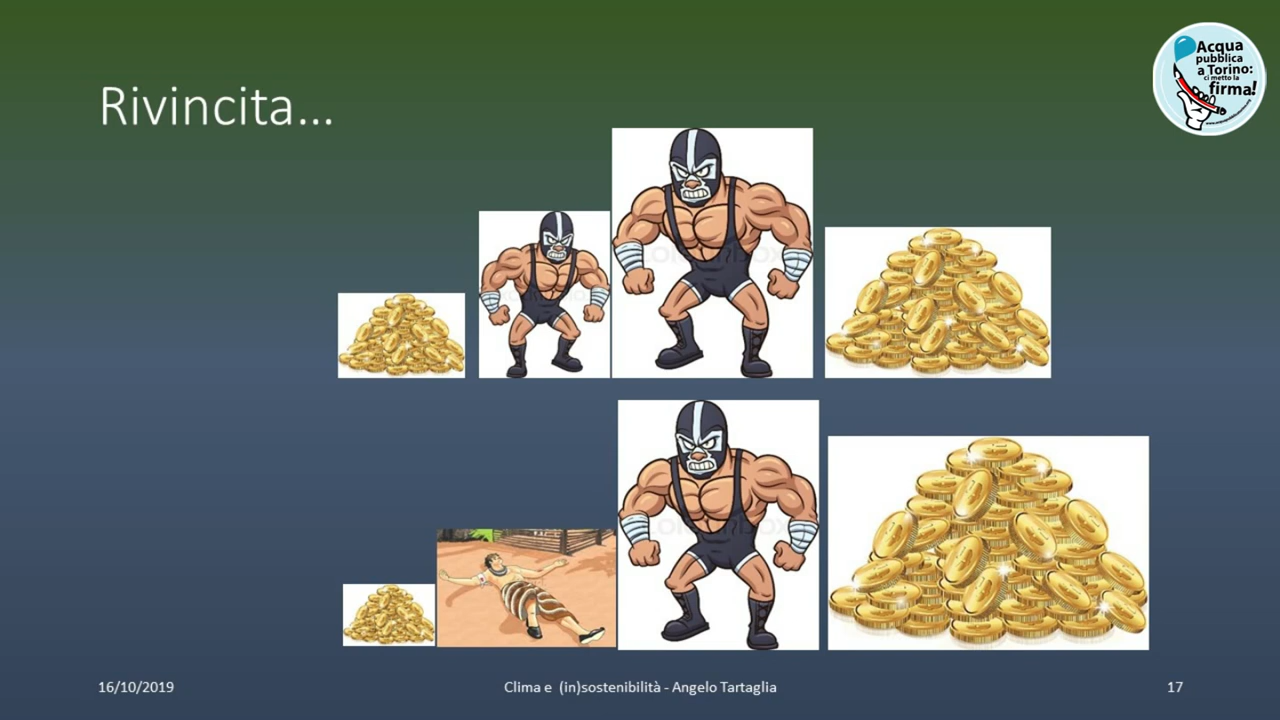 Rivincita...
Acqua
pubblica
a Torino:
ci metto la
firma!
16/10/2019
Clima e (in)sostenibilità - Angelo Tartaglia
17